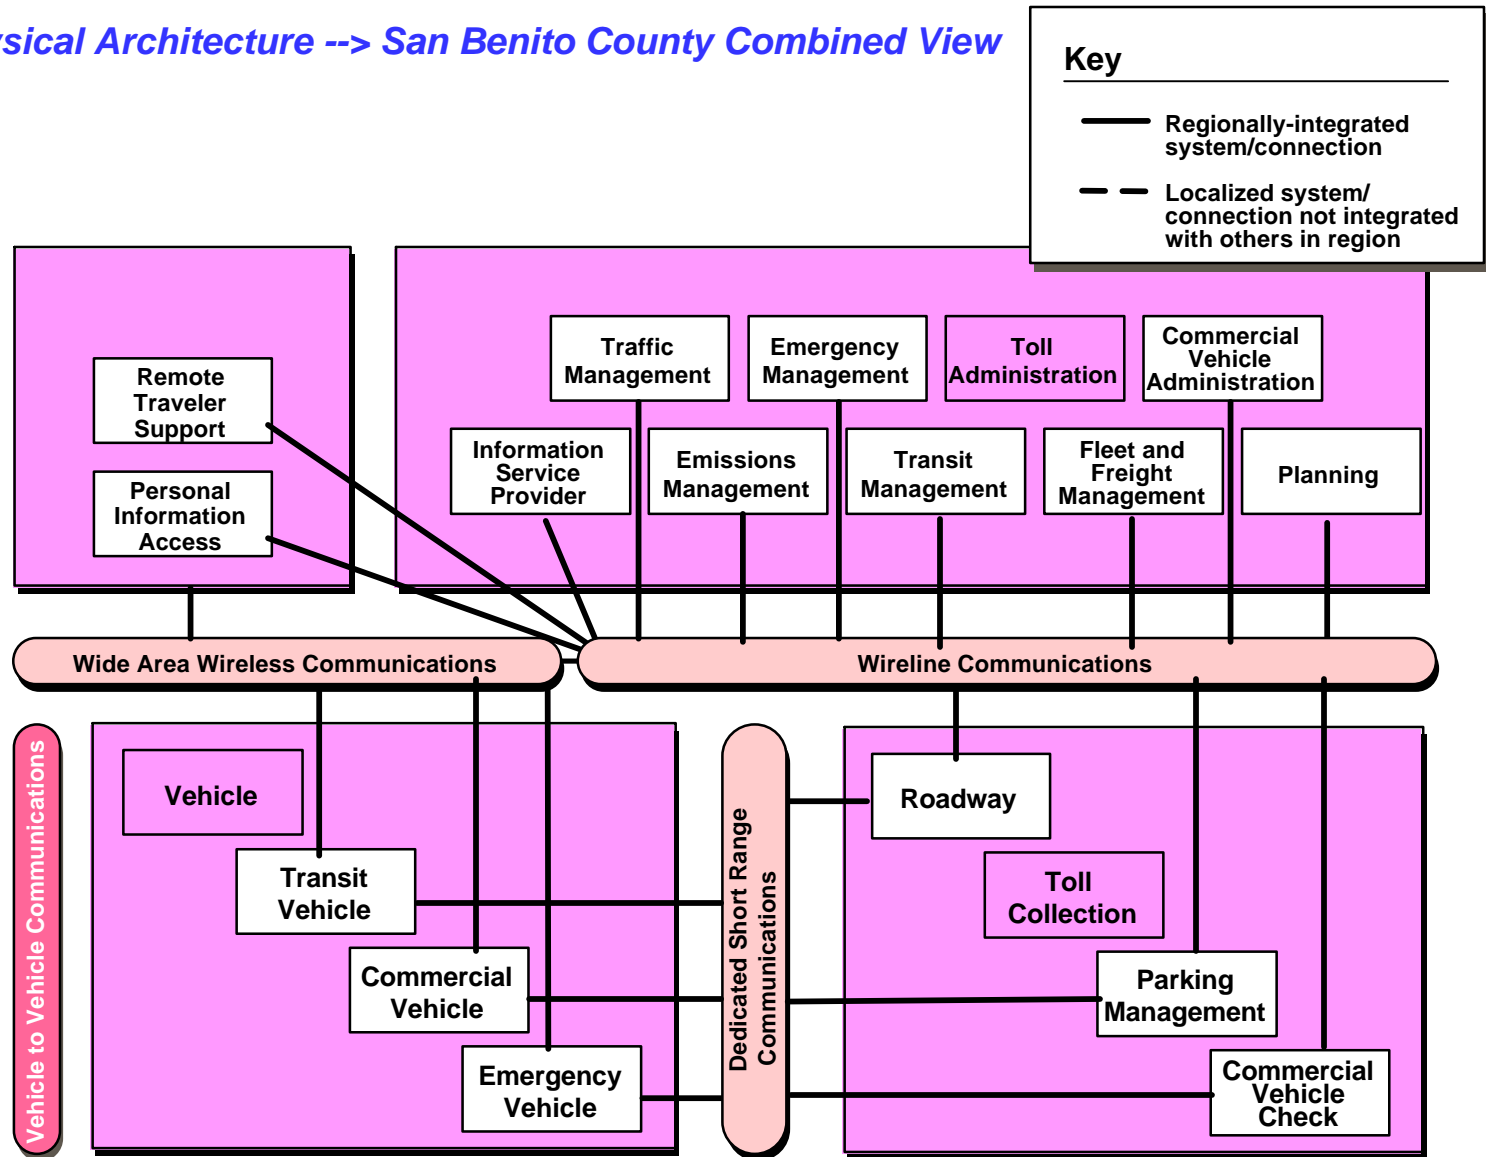 ysical Architecture --> San Benito County Combined View
Key
Regionally-integrated
system/connection
Localized system/
connection not integrated
with others in region
Remote
Traveler
Support
Personal
Information
Access
Traffic
Management
Emergency
Management
Toll
Administration
Commercial
Vehicle
Administration
Information
Service
Provider
Emissions
Management
Transit
Management
Fleet and
Freight
Management
Planning
Wide Area Wireless Communications
Wireline Communications
Vehicle to Vehicle Communications
Vehicle
Transit
Vehicle
Commercial
Vehicle
Emergency
Vehicle
Dedicated Short Range
Communications
Roadway
Toll
Collection
Parking
Management
Commercial
Vehicle
Check